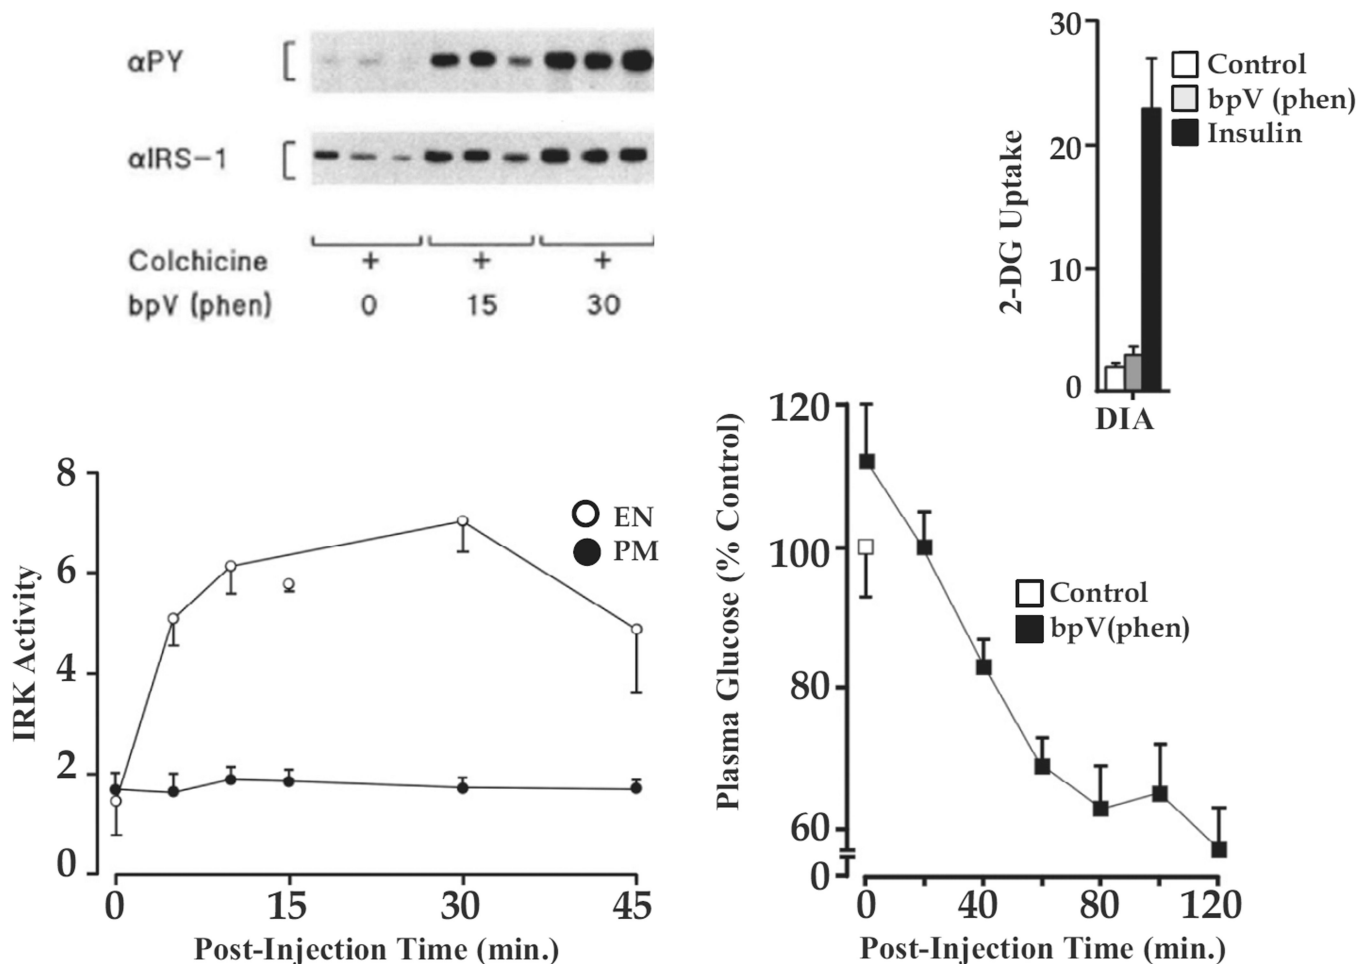 αPY
αIRS-1
Colchicine + + +
bpV (phen) 0 15 30
30
20
10
0
2-DG Uptake
Control
bpV (phen)
Insulin
DIA
8
6
4
2
0
IRK Activity
EN
PM
0 15 30 45
Post-Injection Time (min.)
120
100
80
60
0
Plasma Glucose (% Control)
Control
bpV(phen)
0 40 80 120
Post-Injection Time (min.)